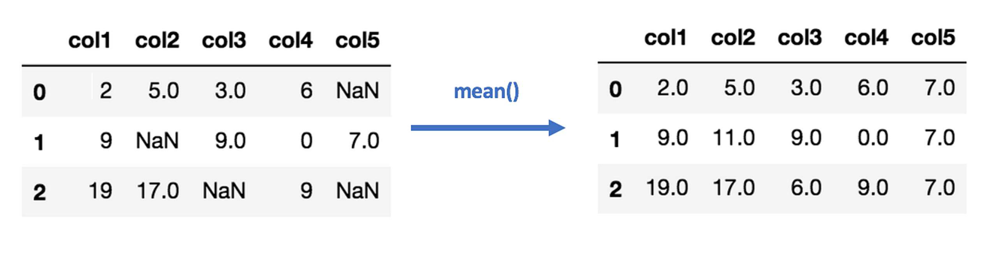 col1 col2 col3 col4 col5
0 2 5.0 3.0 6 NaN
1 9 NaN 9.0 0 7.0
2 19 17.0 NaN 9 NaN
mean()
col1 col2 col3 col4 col5
0 2.0 5.0 3.0 6.0 7.0
1 9.0 11.0 9.0 0.0 7.0
2 19.0 17.0 6.0 9.0 7.0